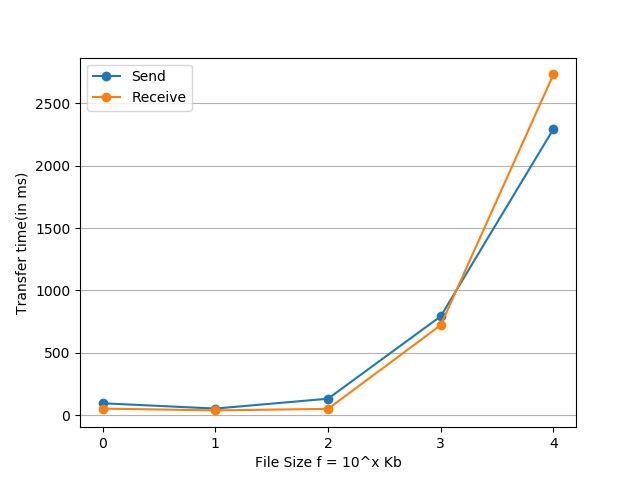 Send
Receive
2500
2000
1500
1000
500
0
Transfer time(in ms)
0 1 2 3 4
File Size f = 10^x Kb